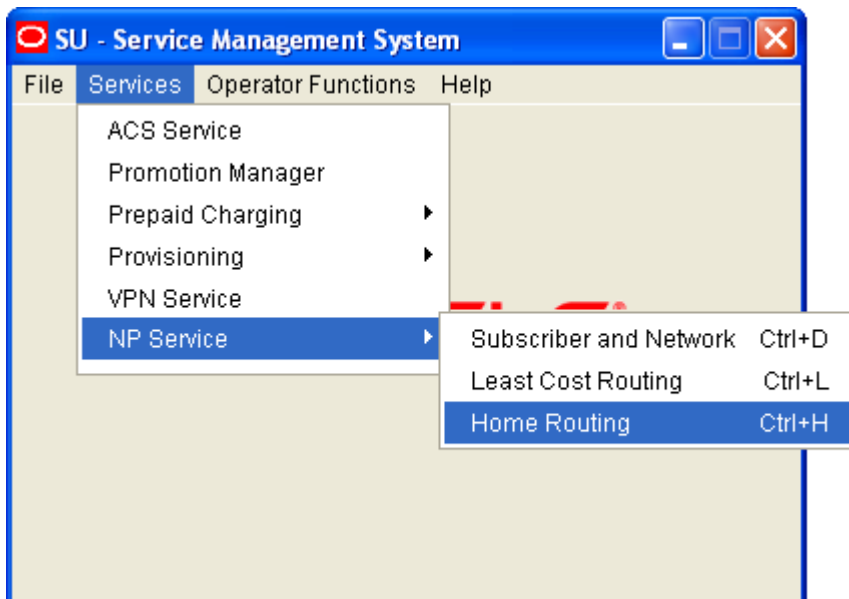 SU - Service Management System
File Services Operator Functions Help
ACS Service
Promotion Manager
Prepaid Charging
Provisioning
VPN Service
NP Service
Subscriber and Network Ctrl+D
Least Cost Routing Ctrl+L
Home Routing Ctrl+H